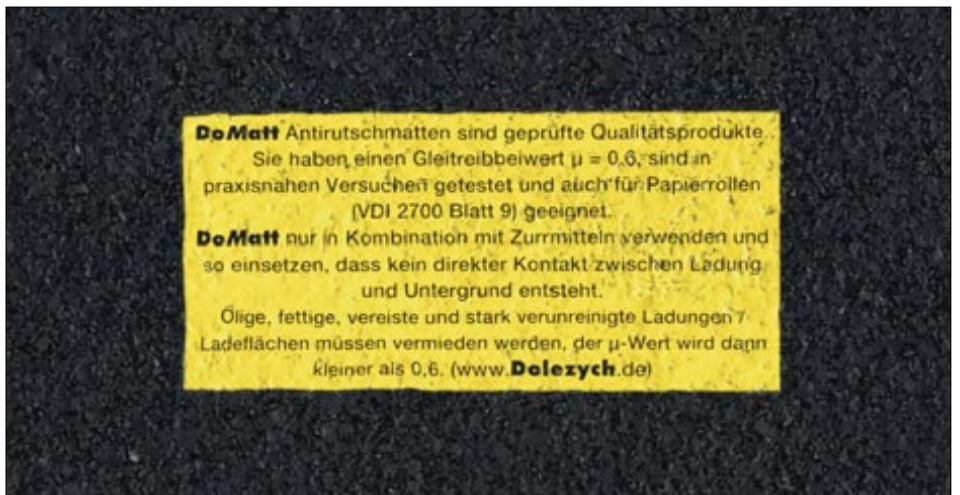 DoMatt Antirutschmatten sind geprüfte Qualitätsprodukte.
Sie haben einen Gleitreibbeiwert µ = 0,6, sind in
praxisnahen Versuchen getestet und auch für Papierrollen
(VDI 2700 Blatt 9) geeignet.
DoMatt nur in Kombination mit Zurrmitteln verwenden und
so einsetzen, dass kein direkter Kontakt zwischen Ladung
und Untergrund entsteht.
Ölige, fettige, vereiste und stark verunreinigte Ladungen /
Ladeflächen müssen vermieden werden, der µ-Wert wird dann
kleiner als 0,6. (www.Dolezych.de)